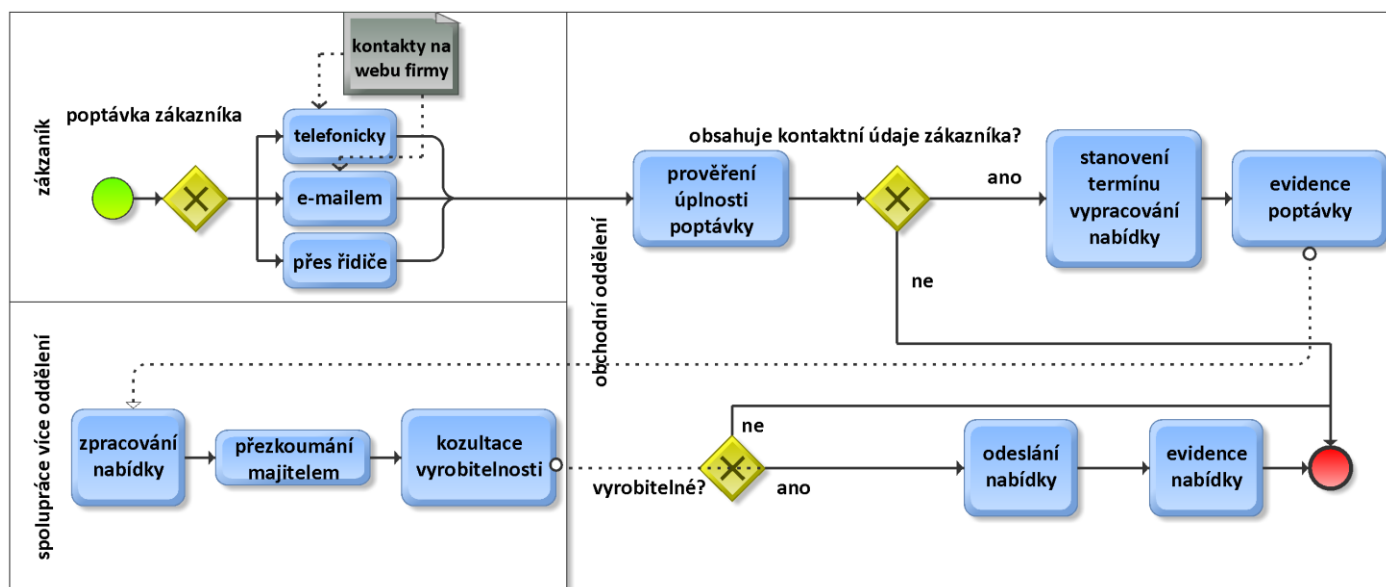 kontakty na
webu firmy
zákzaník
poptávka zákazníka
telefonicky
e-mailem
přes řidiče
obchodní oddělení
prověření
úplnosti
poptávky
obsahuje kontaktní údaje zákazníka?
ano
ne
stanovení
termínu
vypracování
nabídky
evidence
poptávky
spolupráce více oddělení
zpracování
nabídky
přezkoumání
majitelem
kozultace
vyrobitelnosti
vyrobitelné?
ne
ano
odeslání
nabídky
evidence
nabídky